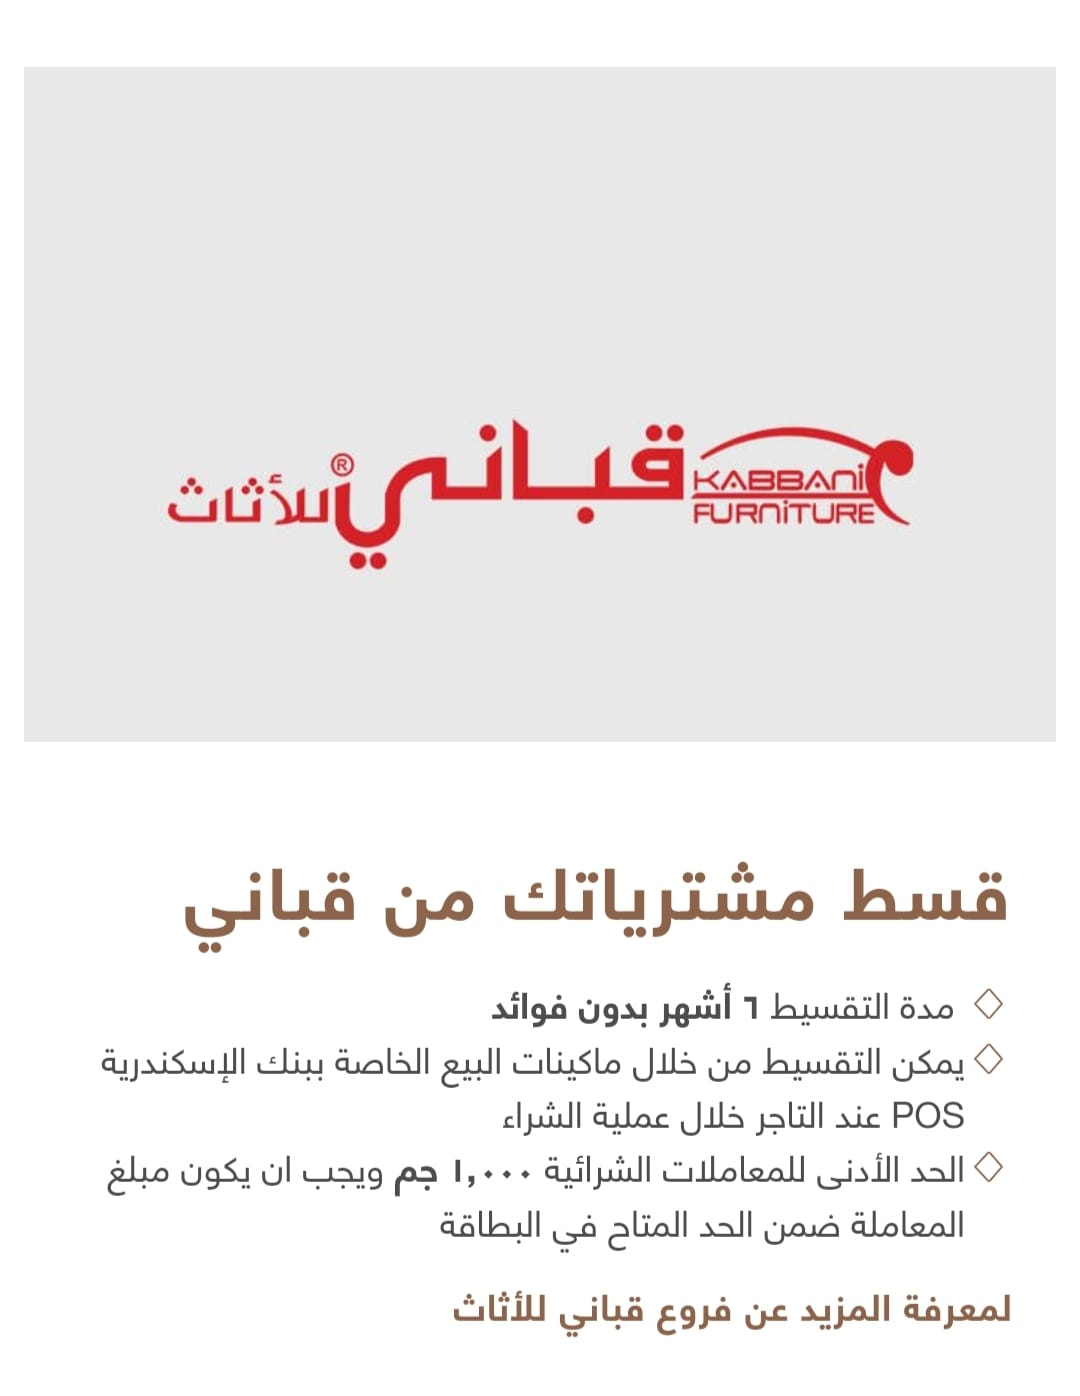 قباني للأثاث®
KABBANi
FURNiTURE
قسط مشترياتك من قباني
مدة التقسيط ٦ أشهر بدون فوائد
يمكن التقسيط من خلال ماكينات البيع الخاصة ببنك الإسكندرية
POS عند التاجر خلال عملية الشراء
الحد الأدنى للمعاملات الشرائية ١,٠٠٠ جم ويجب ان يكون مبلغ
المعاملة ضمن الحد المتاح في البطاقة
لمعرفة المزيد عن فروع قباني للأثاث